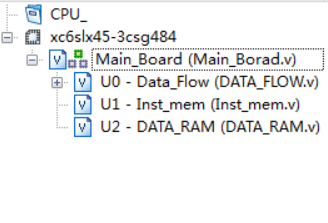 CPU_
xc6slx45-3csg484
Main_Board (Main_Borad.v)
U0 - Data_Flow (DATA_FLOW.v)
U1 - Inst_mem (Inst_mem.v)
U2 - DATA_RAM (DATA_RAM.v)